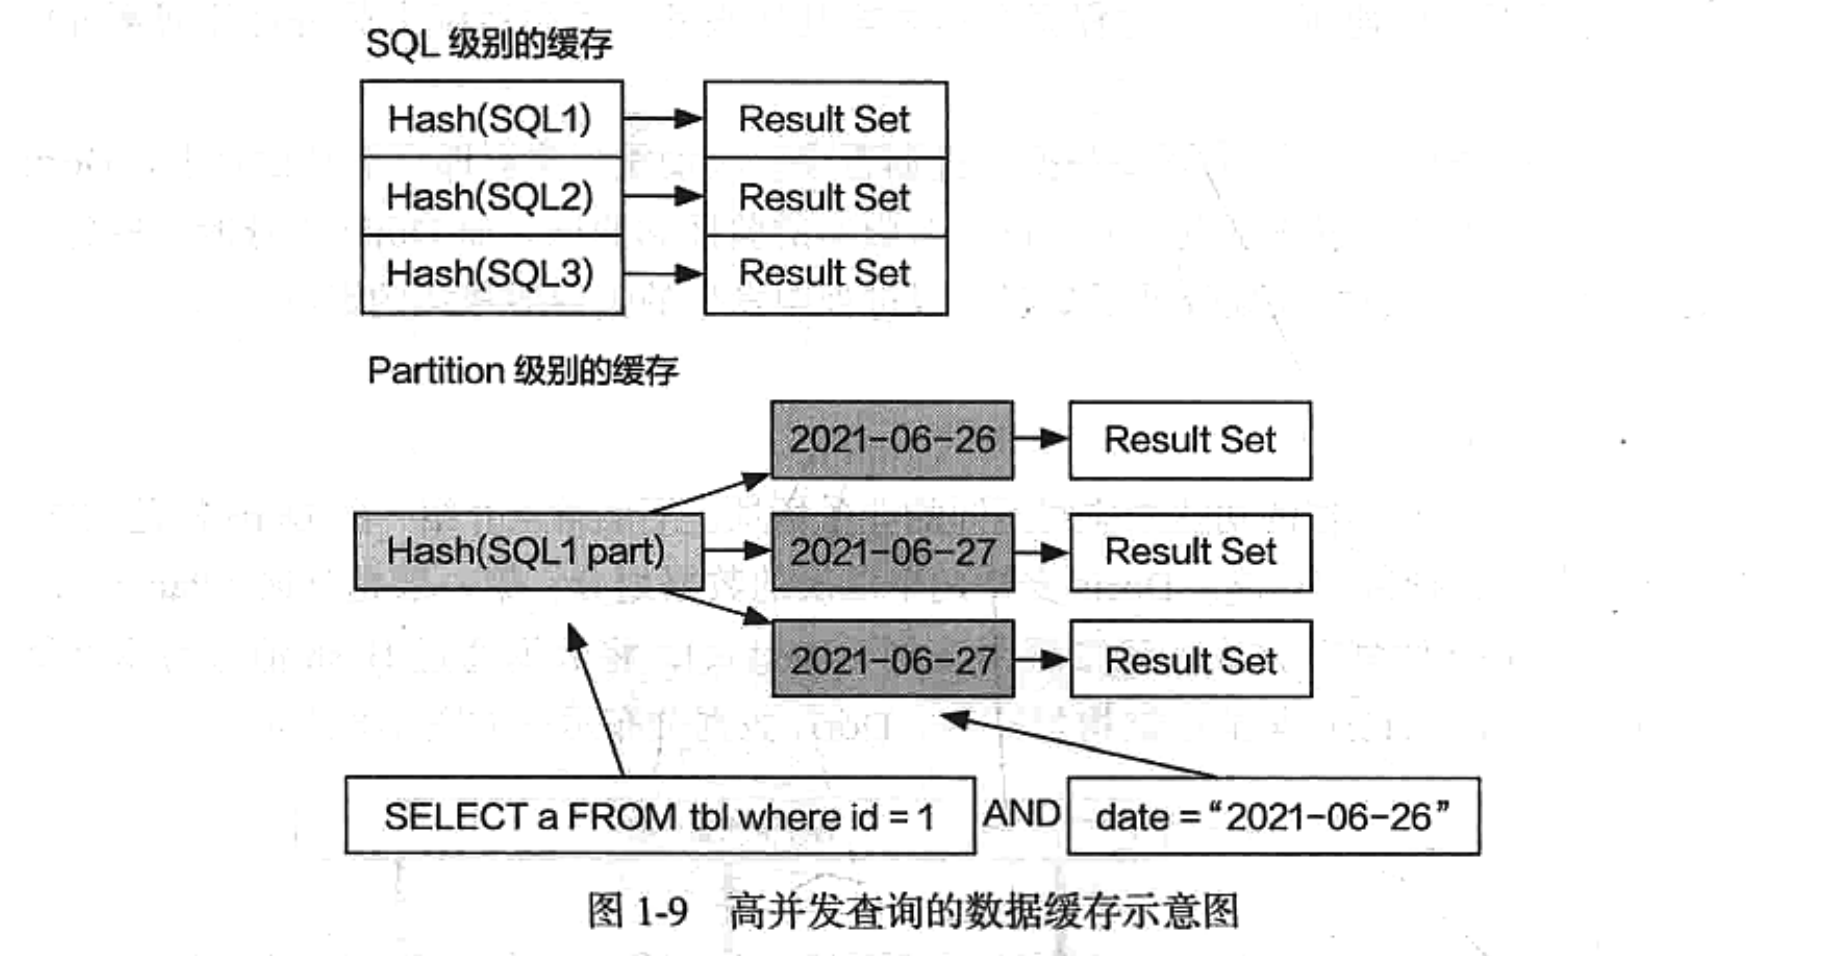 SQL 级别的缓存
Hash(SQL1) Result Set
Hash(SQL2) Result Set
Hash(SQL3) Result Set
Partition 级别的缓存
2021-06-26 Result Set
Hash(SQL1 part) 2021-06-27 Result Set
2021-06-27 Result Set
SELECT a FROM tbl where id = 1 AND date = “2021-06-26”
图 1-9 高并发查询的数据缓存示意图